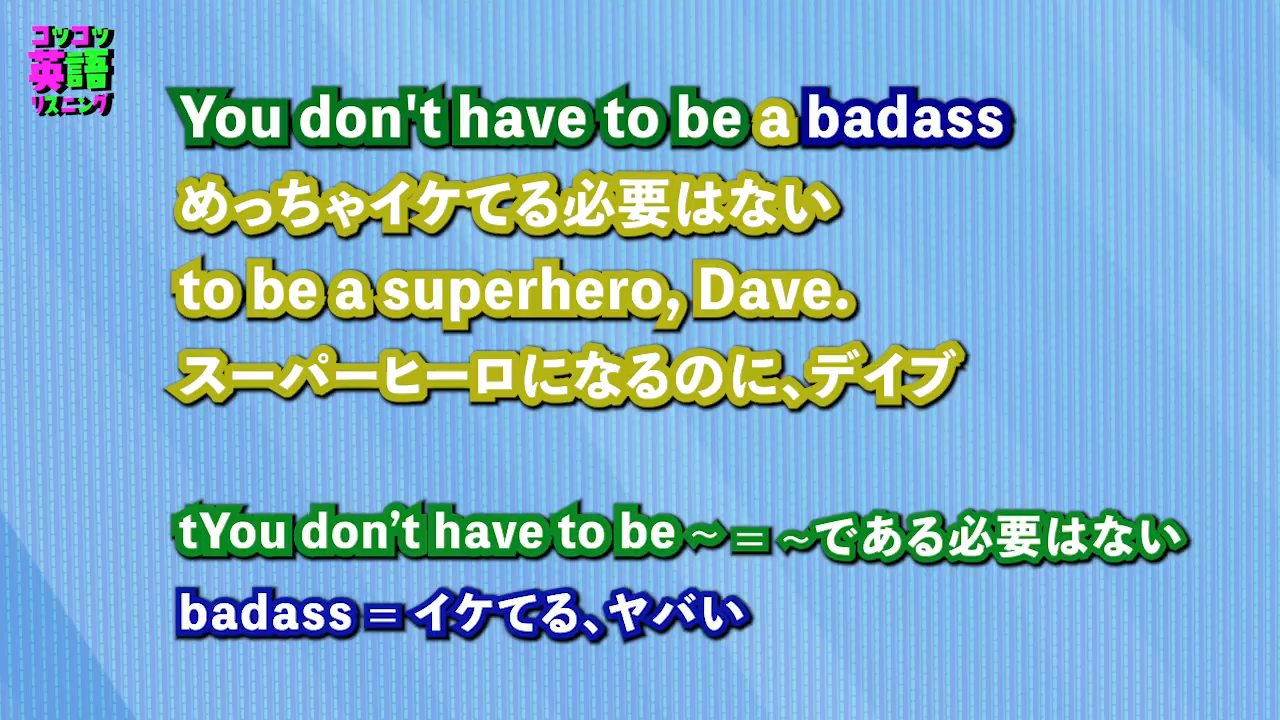 コツコツ
英語
リスニング
You don't have to be a badass
めっちゃイケてる必要はない
to be a superhero, Dave.
スーパーヒーロになるのに、デイブ
tYou don’t have to be ~ = ~である必要はない
badass = イケてる、ヤバい